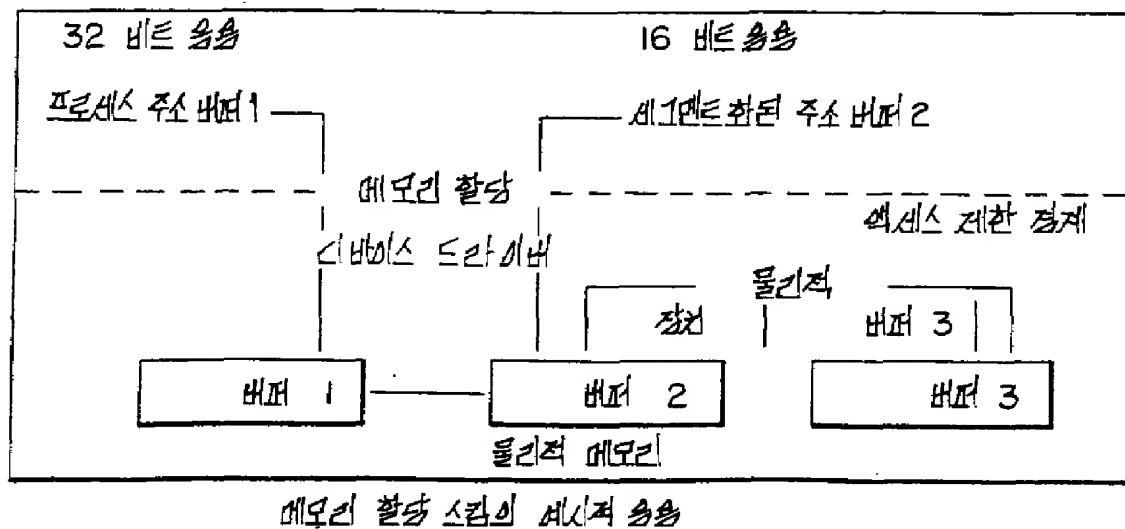 32 비트 응용
16 비트 응용
프로세스 주소 버퍼 1
세그멘트화된 주소 버퍼 2
메모리 할당
액세스 제한 경계
디바이스 드라이버
물리적
장치
버퍼 3
버퍼 1
버퍼 2
버퍼 3
물리적 메모리
메모리 할당 스킴의 예시적 응용